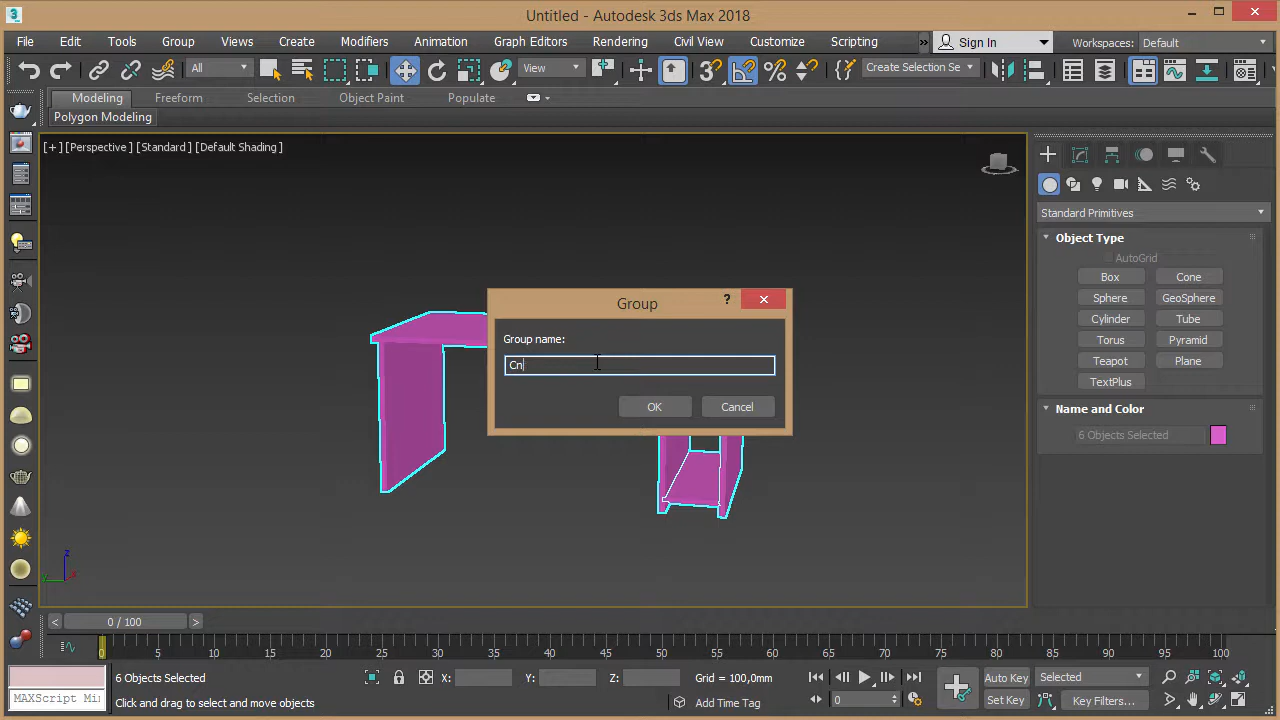 Untitled - Autodesk 3ds Max 2018
File Edit Tools Group Views Create Modifiers Animation Graph Editors Rendering Civil View Customize Scripting » Sign In Workspaces: Default
All View Create Selection Se
Modeling Freeform Selection Object Paint Populate
Polygon Modeling
[+] [Perspective ] [Standard ] [Default Shading ]
Standard Primitives
Object Type
AutoGrid
Box Cone
Sphere GeoSphere
Cylinder Tube
Torus Pyramid
Teapot Plane
TextPlus
Name and Color
6 Objects Selected
Group ?
Group name:
Cn
OK Cancel
z
x
y
< 0 / 100 >
0 5 10 15 20 25 30 35 40 45 50 55 60 65 70 75 80 85 90 95 100
6 Objects Selected X: Y: Z: Grid = 100,0mm Auto Key Selected
MAXScript Mi Click and drag to select and move objects Add Time Tag 0 Set Key Key Filters...